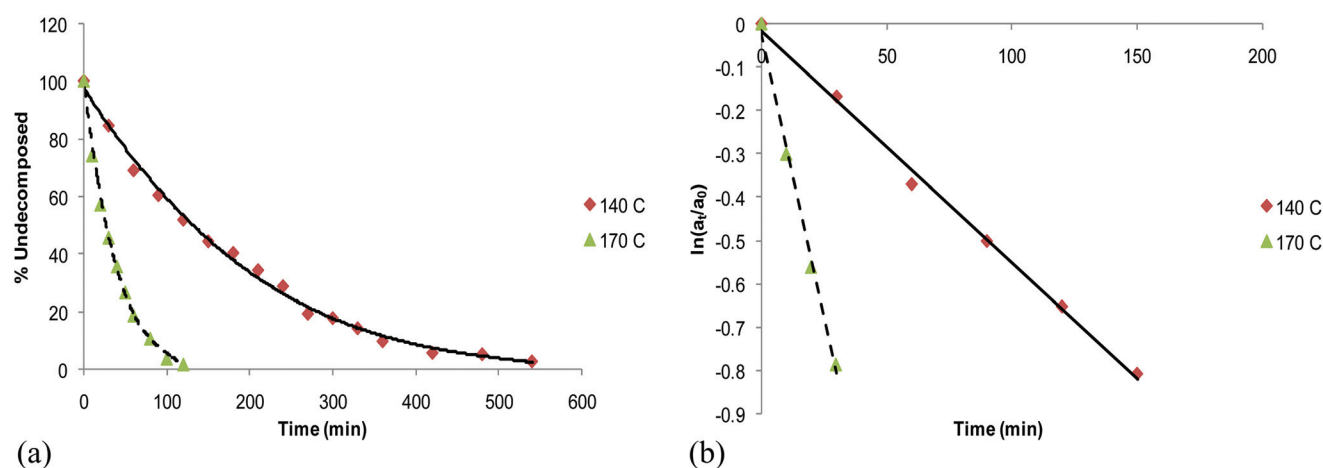 120
100
80
60
40
20
0
% Undecomposed
0 100 200 300 400 500 600
Time (min)
140 C
170 C
(a)
0
-0.1
-0.2
-0.3
-0.4
-0.5
-0.6
-0.7
-0.8
-0.9
ln(at/a0)
0 50 100 150 200
Time (min)
140 C
170 C
(b)